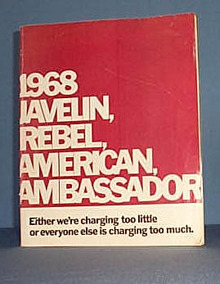 1968
JAVELIN,
REBEL,
AMERICAN,
AMBASSADOR
Either we're charging too little
or everyone else is charging too much.